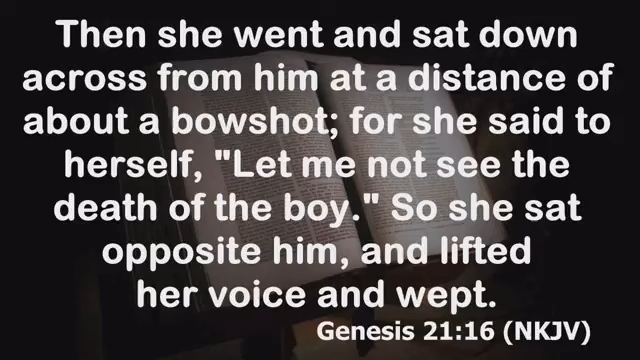 Then she went and sat down
across from him at a distance of
about a bowshot; for she said to
herself, "Let me not see the
death of the boy." So she sat
opposite him, and lifted
her voice and wept.
Genesis 21:16 (NKJV)